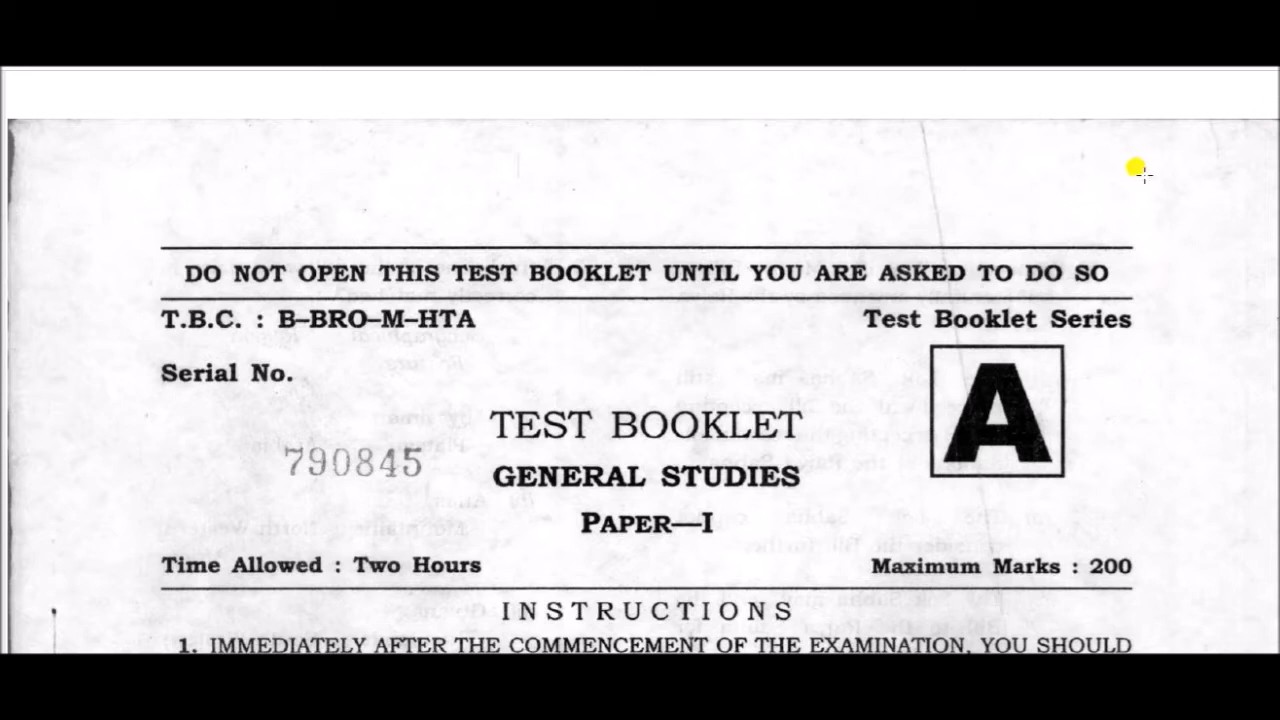 DO NOT OPEN THIS TEST BOOKLET UNTIL YOU ARE ASKED TO DO SO
T.B.C. : B–BRO–M–HTA
Test Booklet Series
Serial No.
A
TEST BOOKLET
790845
GENERAL STUDIES
PAPER—I
Time Allowed : Two Hours
Maximum Marks : 200
INSTRUCTIONS
1. IMMEDIATELY AFTER THE COMMENCEMENT OF THE EXAMINATION, YOU SHOULD